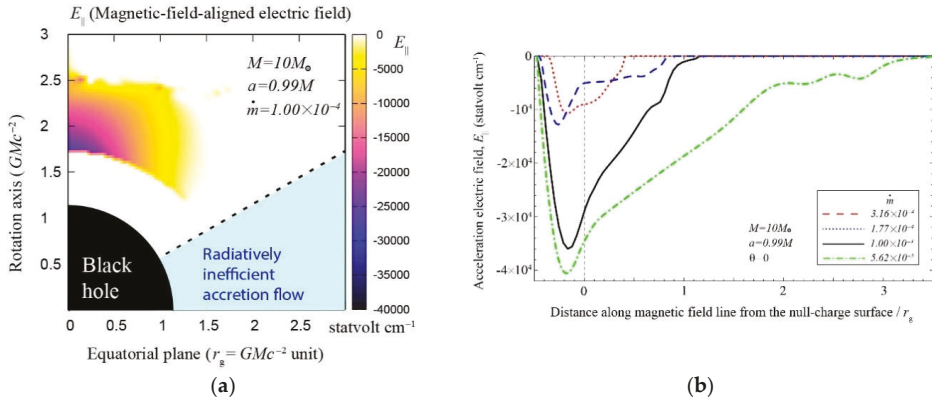 E∥ (Magnetic-field-aligned electric field)
3
2.5
2
1.5
1
0.5
Rotation axis (GMc⁻²)
M=10M☉
a=0.99M
ṁ=1.00×10⁻⁴
Black
hole
Radiatively
inefficient
accretion flow
0
0.5
1
1.5
2
2.5
Equatorial plane (r_g = GMc⁻² unit)
E∥
0
-5000
-10000
-15000
-20000
-25000
-30000
-35000
-40000
statvolt cm⁻¹
(a)
Acceleration electric field, E∥ (statvolt cm⁻¹)
0
-10⁴
-2×10⁴
-3×10⁴
-4×10⁴
M=10M☉
a=0.99M
θ=0
ṁ
3.16×10⁻⁴
1.77×10⁻⁴
1.00×10⁻⁴
5.62×10⁻⁵
0
1
2
3
Distance along magnetic field line from the null-charge surface / r_g
(b)